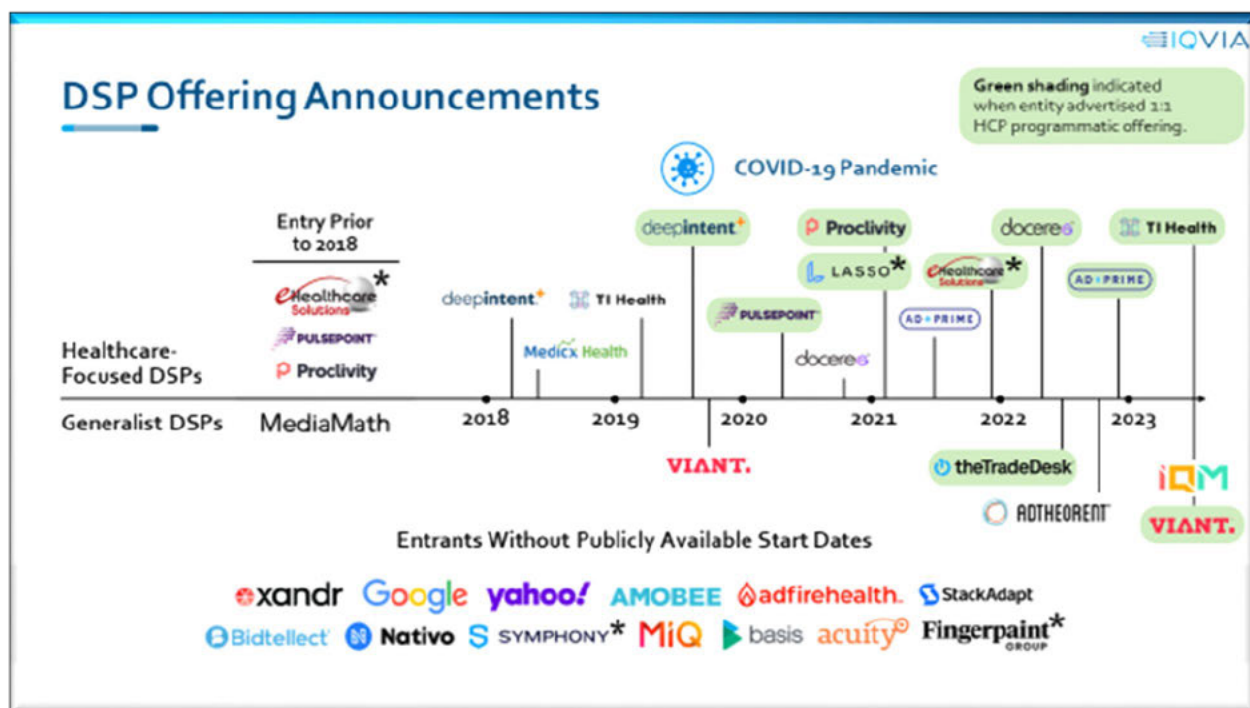 IQVIA
DSP Offering Announcements
Green shading indicated
when entity advertised 1:1
HCP programmatic offering.
COVID-19 Pandemic
Entry Prior
to 2018
eHealthcare Solutions*
PULSEPOINT
Proclivity
deepintent
Medicx Health
TI Health
deepintent
PULSEPOINT
docereo
Proclivity
LASSO*
AD PRIME
eHealthcare Solutions*
docereo
AD PRIME
TI Health
Healthcare-
Focused DSPs
Generalist DSPs
MediaMath
2018 2019 2020 2021 2022 2023
VIANT.
theTradeDesk
ADTHEORENT
iQM
VIANT.
Entrants Without Publicly Available Start Dates
xandr Google yahoo! AMOBEE adfirehealth. StackAdapt
Bidtellect Nativo SYMPHONY* MiQ basis acuity Fingerpaint* GROUP